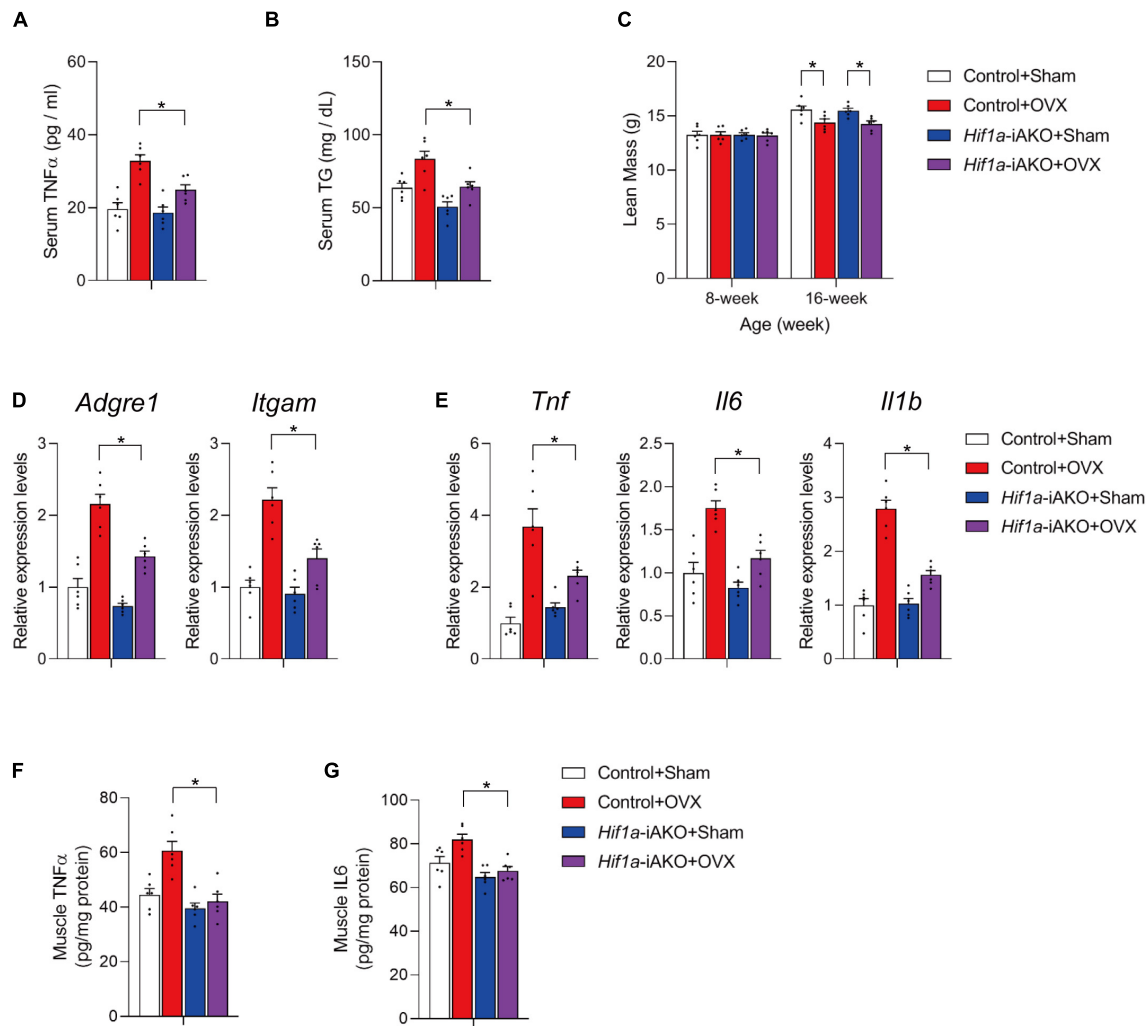 A
B
C
60
40
20
0
Serum TNFα (pg / ml)
*
150
100
50
0
Serum TG (mg / dL)
*
20
15
10
5
0
Lean Mass (g)
* *
8-week 16-week
Age (week)
Control+Sham
Control+OVX
Hif1a-iAKO+Sham
Hif1a-iAKO+OVX
D
Adgre1
3
2
1
0
Relative expression levels
*
Itgam
3
2
1
0
Relative expression levels
*
E
Tnf
6
4
2
0
Relative expression levels
*
Il6
2.5
2.0
1.5
1.0
0.5
0.0
Relative expression levels
*
Il1b
4
3
2
1
0
Relative expression levels
*
Control+Sham
Control+OVX
Hif1a-iAKO+Sham
Hif1a-iAKO+OVX
F
80
60
40
20
0
Muscle TNFα
(pg/mg protein)
*
G
100
80
60
40
20
0
Muscle IL6
(pg/mg protein)
*
Control+Sham
Control+OVX
Hif1a-iAKO+Sham
Hif1a-iAKO+OVX